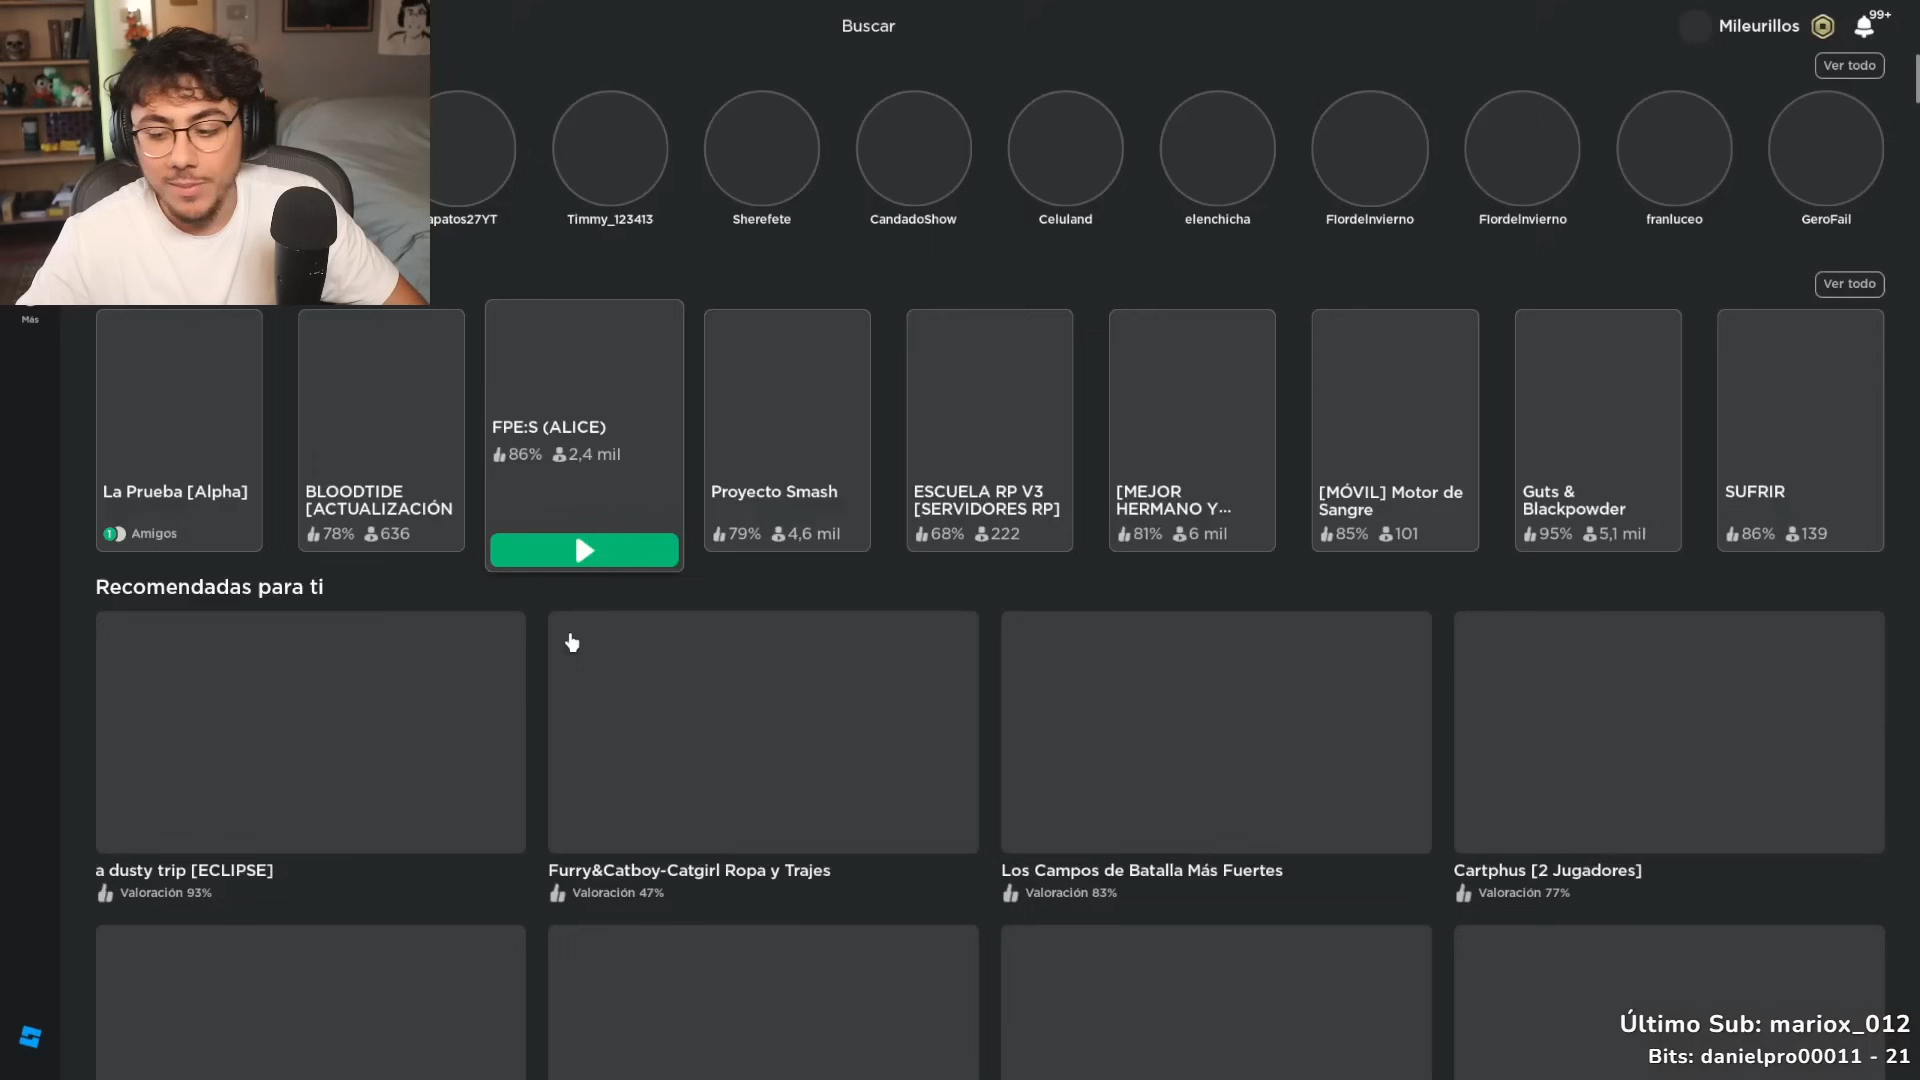 Buscar
Mileurillos
99+
Ver todo
apatos27YT
Timmy_123413
Sherefete
CandadoShow
Celuland
elenchicha
FlordeInvierno
FlordeInvierno
franluceo
GeroFail
Ver todo
Más
La Prueba [Alpha]
1 Amigos
BLOODTIDE
[ACTUALIZACIÓN
78% 636
FPE:S (ALICE)
86% 2,4 mil
Proyecto Smash
79% 4,6 mil
ESCUELA RP V3
[SERVIDORES RP]
68% 222
[MEJOR
HERMANO Y...
81% 6 mil
[MÓVIL] Motor de
Sangre
85% 101
Guts &
Blackpowder
95% 5,1 mil
SUFRIR
86% 139
Recomendadas para ti
a dusty trip [ECLIPSE]
Valoración 93%
Furry&Catboy-Catgirl Ropa y Trajes
Valoración 47%
Los Campos de Batalla Más Fuertes
Valoración 83%
Cartphus [2 Jugadores]
Valoración 77%
Último Sub: mariox_012
Bits: danielpro00011 - 21